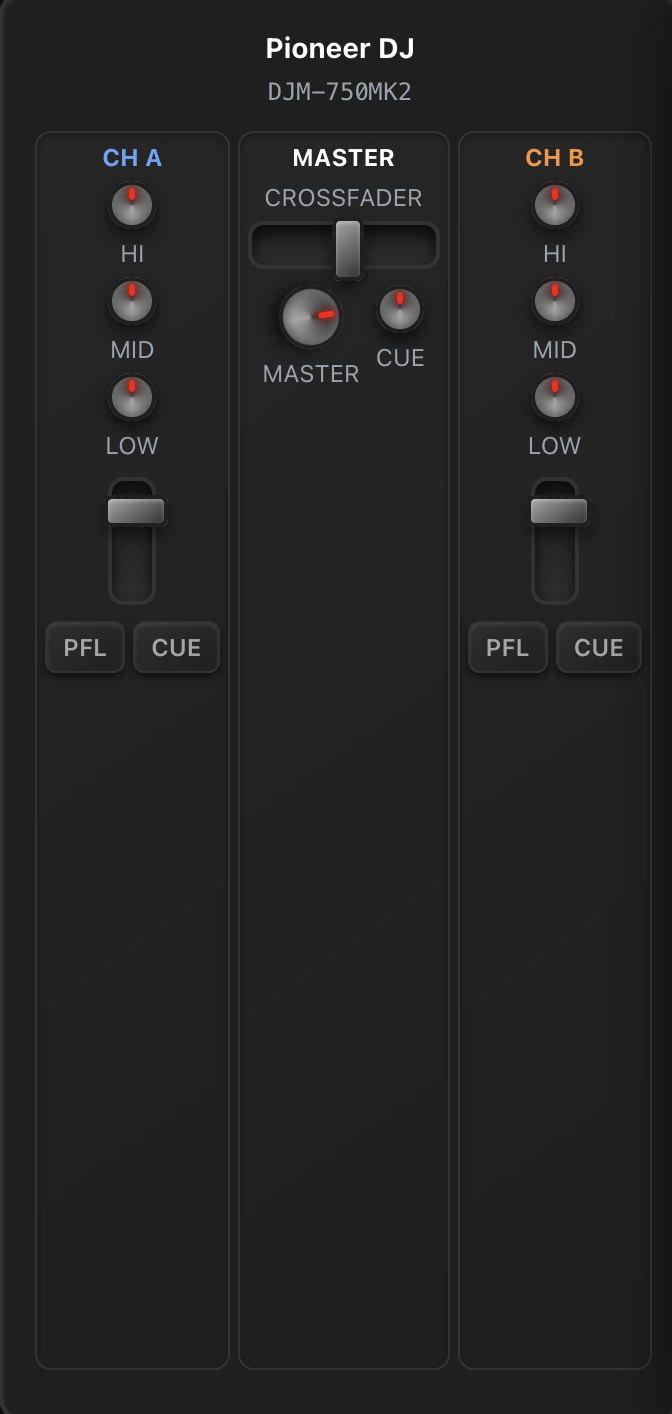 Pioneer DJ
DJM-750MK2
CH A
HI
MID
LOW
PFL CUE
MASTER
CROSSFADER
MASTER CUE
CH B
HI
MID
LOW
PFL CUE